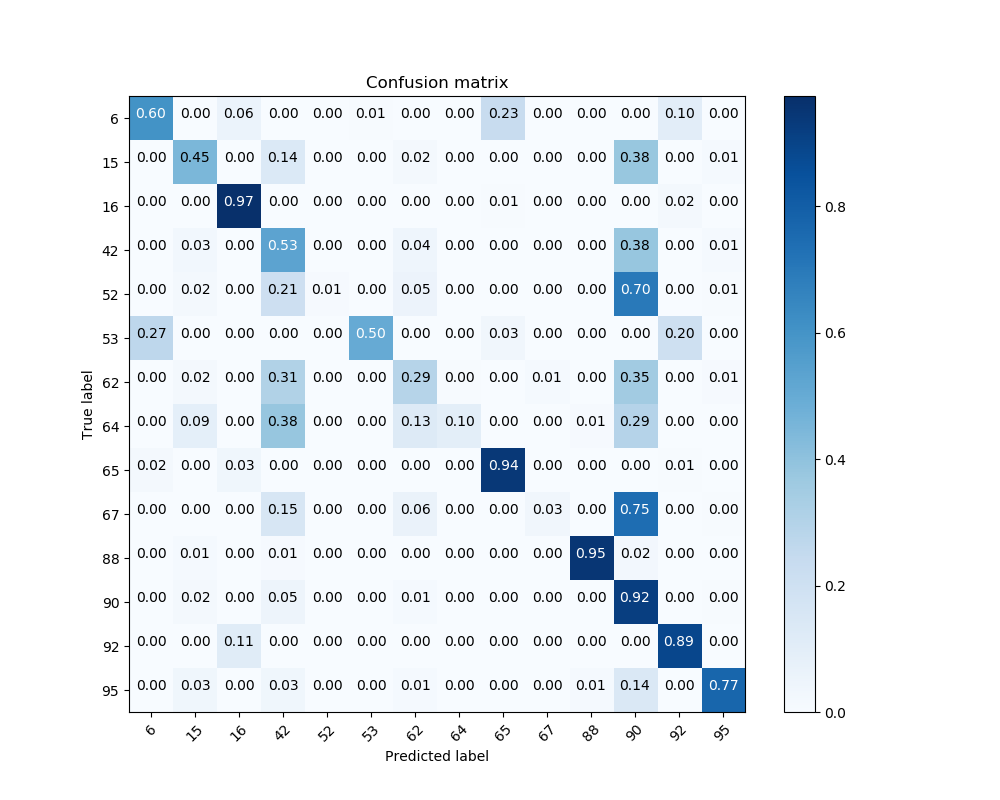 Confusion matrix
6 0.60 0.00 0.06 0.00 0.00 0.01 0.00 0.00 0.23 0.00 0.00 0.00 0.10 0.00
15 0.00 0.45 0.00 0.14 0.00 0.00 0.02 0.00 0.00 0.00 0.00 0.38 0.00 0.01
16 0.00 0.00 0.97 0.00 0.00 0.00 0.00 0.00 0.01 0.00 0.00 0.00 0.02 0.00
42 0.00 0.03 0.00 0.53 0.00 0.00 0.04 0.00 0.00 0.00 0.00 0.38 0.00 0.01
52 0.00 0.02 0.00 0.21 0.01 0.00 0.05 0.00 0.00 0.00 0.00 0.70 0.00 0.01
53 0.27 0.00 0.00 0.00 0.00 0.50 0.00 0.00 0.03 0.00 0.00 0.00 0.20 0.00
62 0.00 0.02 0.00 0.31 0.00 0.00 0.29 0.00 0.00 0.01 0.00 0.35 0.00 0.01
64 0.00 0.09 0.00 0.38 0.00 0.00 0.13 0.10 0.00 0.00 0.01 0.29 0.00 0.00
65 0.02 0.00 0.03 0.00 0.00 0.00 0.00 0.00 0.94 0.00 0.00 0.00 0.01 0.00
67 0.00 0.00 0.00 0.15 0.00 0.00 0.06 0.00 0.00 0.03 0.00 0.75 0.00 0.00
88 0.00 0.01 0.00 0.01 0.00 0.00 0.00 0.00 0.00 0.00 0.95 0.02 0.00 0.00
90 0.00 0.02 0.00 0.05 0.00 0.00 0.01 0.00 0.00 0.00 0.00 0.92 0.00 0.00
92 0.00 0.00 0.11 0.00 0.00 0.00 0.00 0.00 0.00 0.00 0.00 0.00 0.89 0.00
95 0.00 0.03 0.00 0.03 0.00 0.00 0.01 0.00 0.00 0.00 0.01 0.14 0.00 0.77
6 15 16 42 52 53 62 64 65 67 88 90 92 95
Predicted label
True label
0.8
0.6
0.4
0.2
0.0